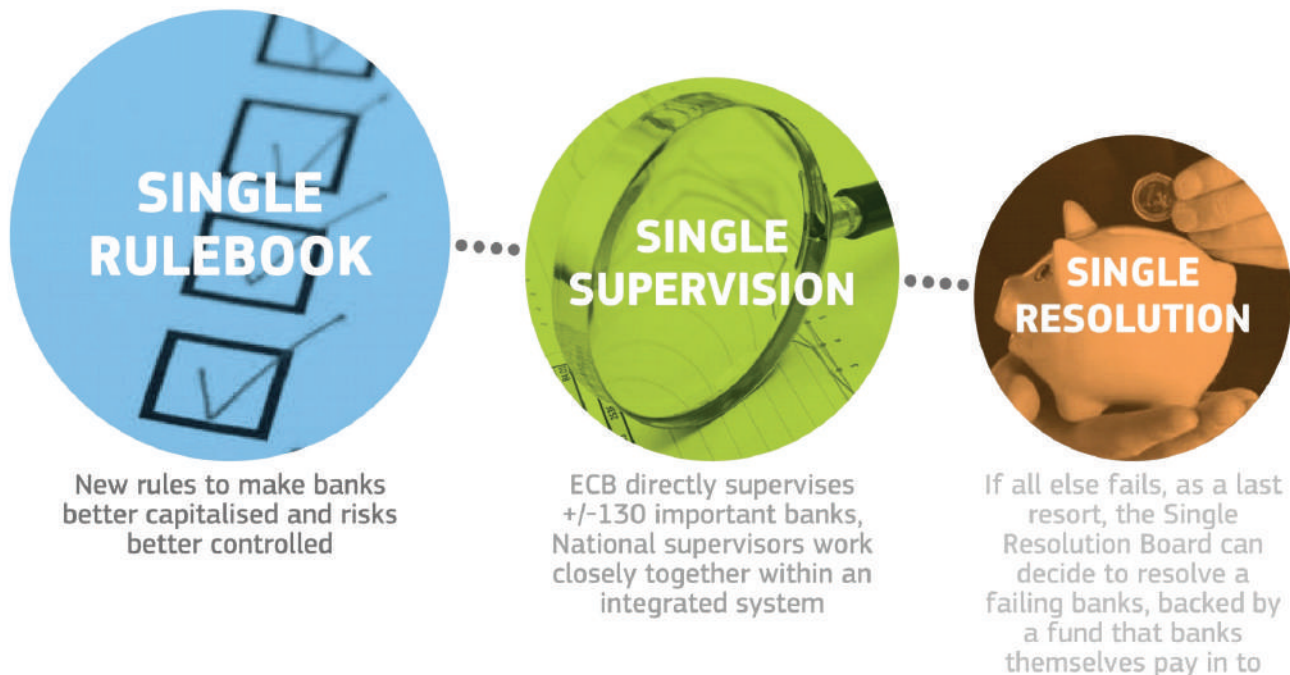 SINGLE
RULEBOOK
New rules to make banks
better capitalised and risks
better controlled
SINGLE
SUPERVISION
ECB directly supervises
+/-130 important banks,
National supervisors work
closely together within an
integrated system
SINGLE
RESOLUTION
If all else fails, as a last
resort, the Single
Resolution Board can
decide to resolve a
failing banks, backed by
a fund that banks
themselves pay in to